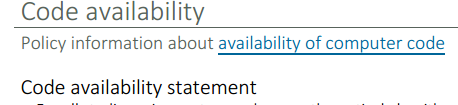 Code availability
Policy information about availability of computer code
Code availability statement